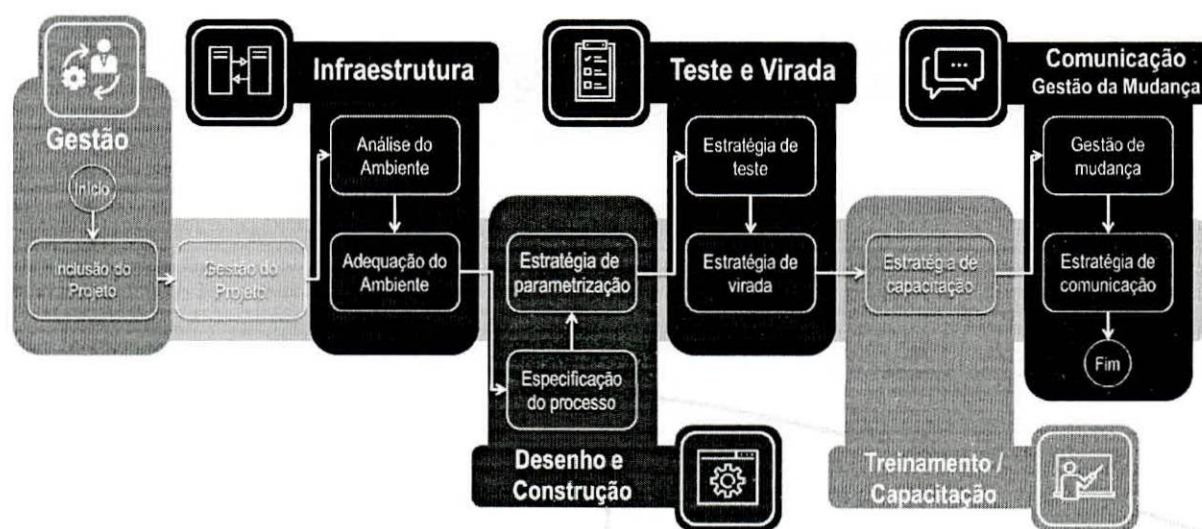 Gestão
Início
Inclusão do
Projeto
Gestão do
Projeto
Infraestrutura
Análise do
Ambiente
Adequação do
Ambiente
Estratégia de
parametrização
Especificação
do processo
Desenho e
Construção
Teste e Virada
Estratégia de
teste
Estratégia de
virada
Estratégia de
capacitação
Treinamento /
Capacitação
Comunicação
Gestão da Mudança
Gestão de
mudança
Estratégia de
comunicação
Fim